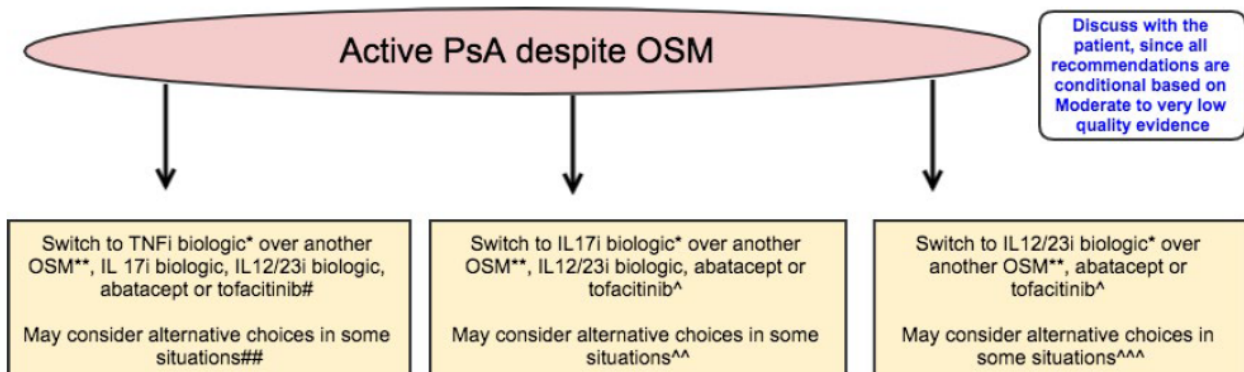 Active PsA despite OSM
Discuss with the
patient, since all
recommendations are
conditional based on
Moderate to very low
quality evidence
Switch to TNFi biologic* over another
OSM**, IL 17i biologic, IL12/23i biologic,
abatacept or tofacitinib#
May consider alternative choices in some
situations##
Switch to IL17i biologic* over another
OSM**, IL12/23i biologic, abatacept or
tofacitinib^
May consider alternative choices in some
situations^^
Switch to IL12/23i biologic* over
another OSM**, abatacept or
tofacitinib^
May consider alternative choices in
some situations^^^